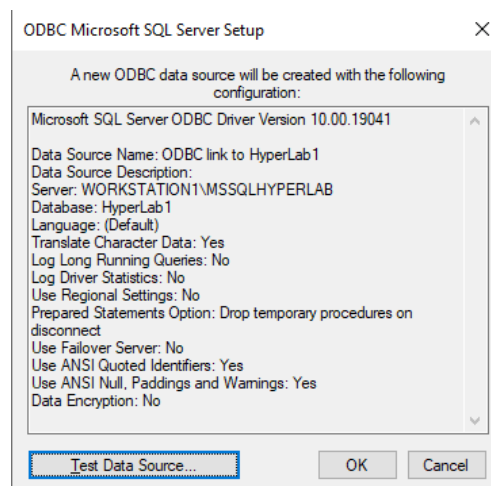 ODBC Microsoft SQL Server Setup
A new ODBC data source will be created with the following
configuration:
Microsoft SQL Server ODBC Driver Version 10.00.19041
Data Source Name: ODBC link to HyperLab1
Data Source Description:
Server: WORKSTATION1\MSSQLHYPERLAB
Database: HyperLab1
Language: (Default)
Translate Character Data: Yes
Log Long Running Queries: No
Log Driver Statistics: No
Use Regional Settings: No
Prepared Statements Option: Drop temporary procedures on
disconnect
Use Failover Server: No
Use ANSI Quoted Identifiers: Yes
Use ANSI Null, Paddings and Warnings: Yes
Data Encryption: No
Test Data Source...
OK
Cancel